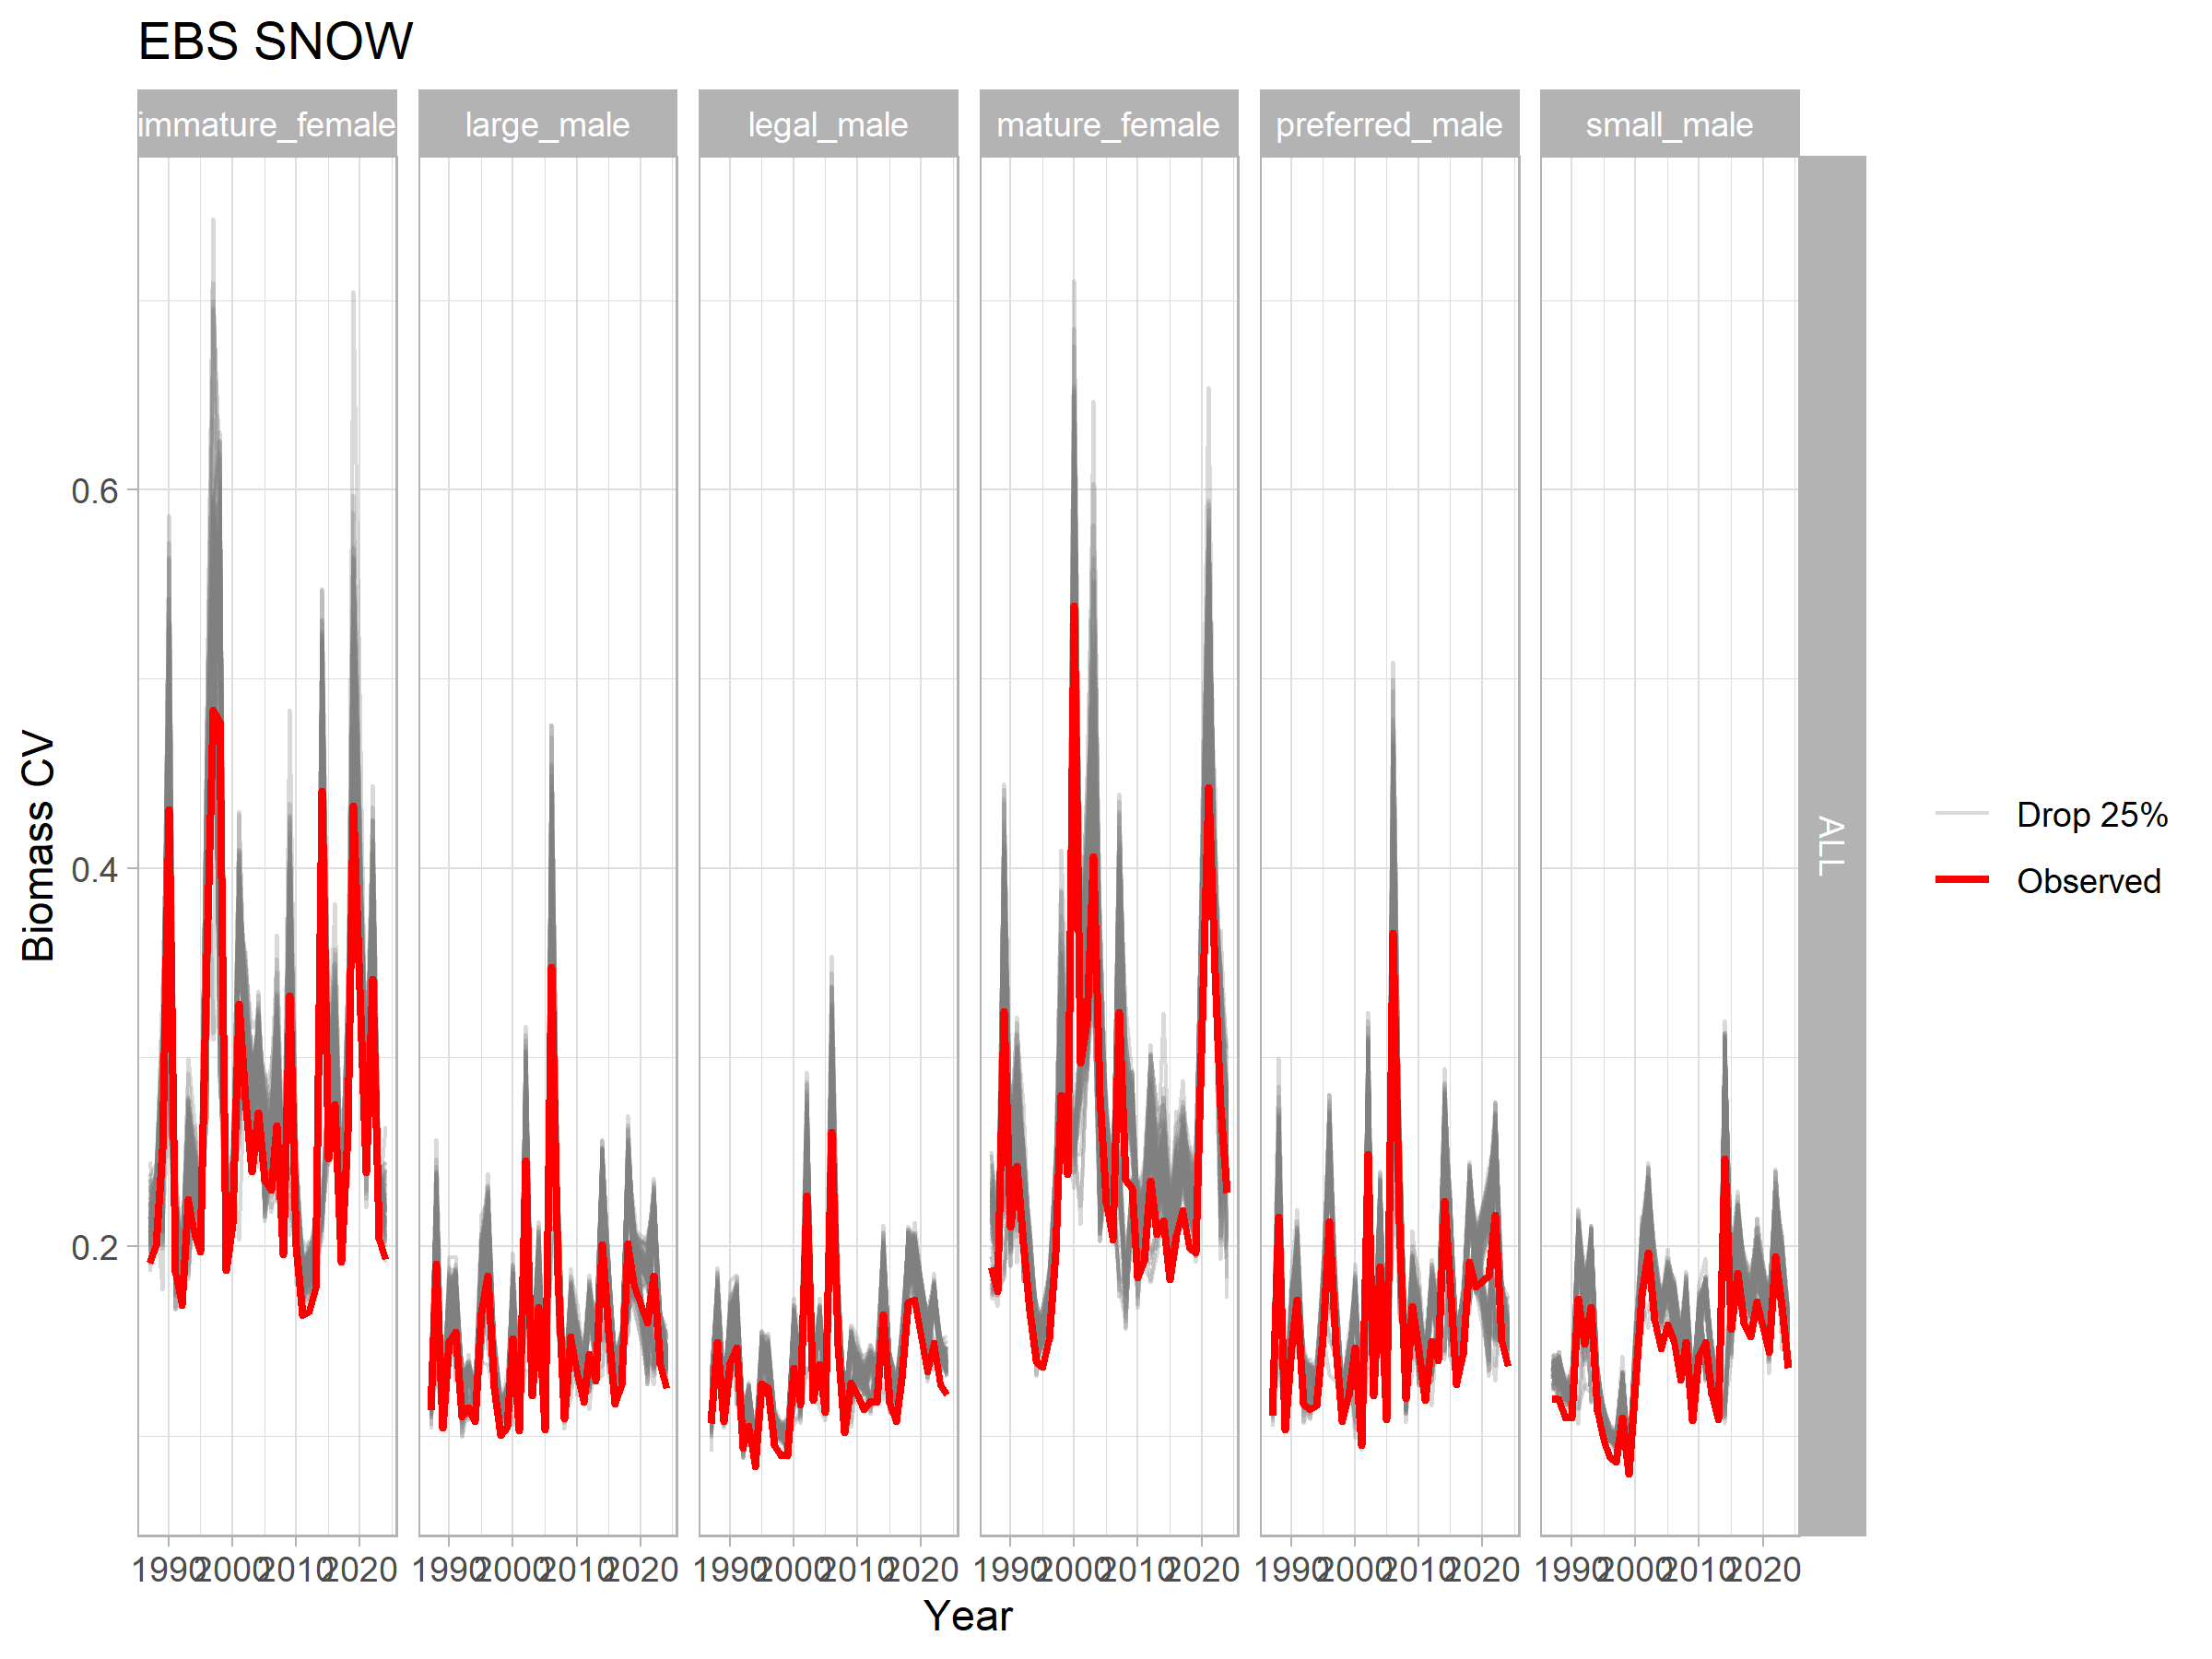 EBS SNOW
immature_female large_male legal_male mature_female preferred_male small_male
ALL
0.6
0.4
0.2
Biomass CV
1990 2000 2010 2020 1990 2000 2010 2020 1990 2000 2010 2020 1990 2000 2010 2020 1990 2000 2010 2020 1990 2000 2010 2020
Year
Drop 25%
Observed